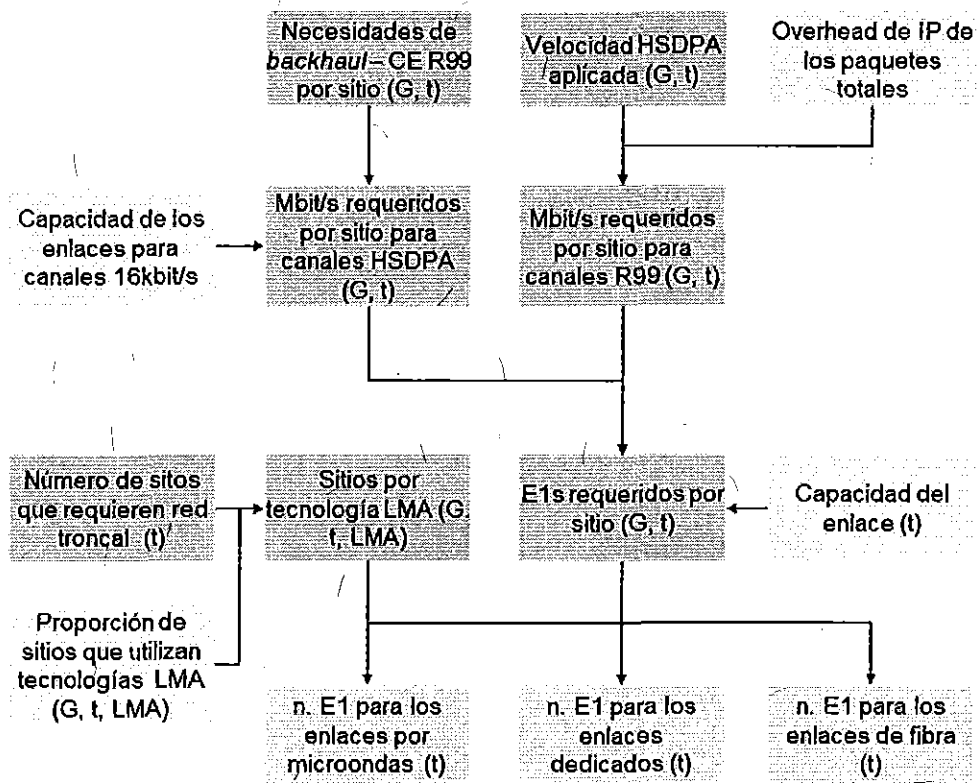 Necesidades de
backhaul – CE R99
por sitio (G, t)
Velocidad HSDPA
aplicada (G, t)
Overhead de IP de
los paquetes
totales
Capacidad de los
enlaces para
canales 16kbit/s
Mbit/s requeridos
por sitio para
canales HSDPA
(G, t)
Mbit/s requeridos
por sitio para
canales R99 (G, t)
Número de sitos
que requieren red
troncal (t)
Sitios por
tecnología LMA (G.
t, LMA)
E1s requeridos por
sitio (G, t)
Capacidad del
enlace (t)
Proporción de
sitios que utilizan
tecnologías LMA
(G, t, LMA)
n. E1 para los
enlaces por
microondas (t)
n. E1 para los
enlaces
dedicados (t)
n. E1 para los
enlaces de fibra
(t)